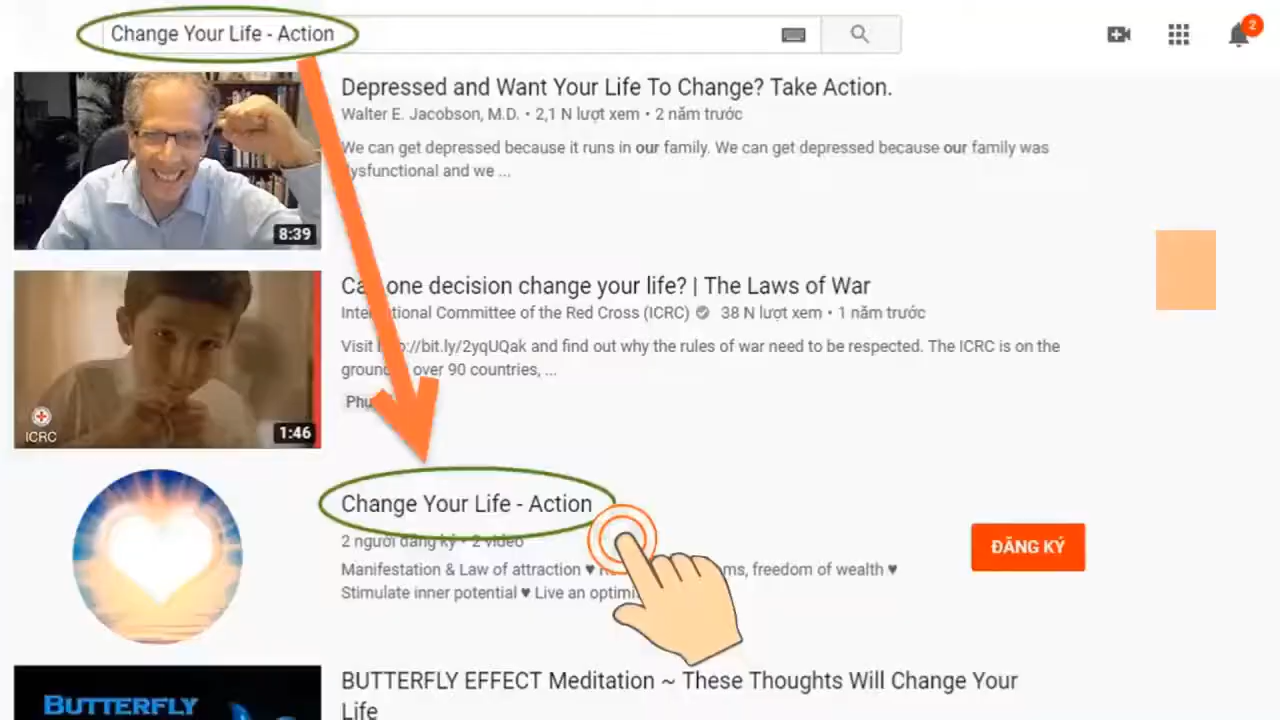 Change Your Life - Action
2
Depressed and Want Your Life To Change? Take Action.
Walter E. Jacobson, M.D. • 2,1 N lượt xem • 2 năm trước
We can get depressed because it runs in our family. We can get depressed because our family was
dysfunctional and we ...
8:39
one decision change your life? | The Laws of War
International Committee of the Red Cross (ICRC) 38 N lượt xem • 1 năm trước
Visit ://bit.ly/2yqUQak and find out why the rules of war need to be respected. The ICRC is on the
ground over 90 countries, ...
ICRC
1:46
Change Your Life - Action
2 người đăng ký • 2 video
ĐĂNG KÝ
Manifestation & Law of attraction ♥ freedom of wealth ♥
Stimulate inner potential ♥ Live an
BUTTERFLY EFFECT Meditation ~ These Thoughts Will Change Your
Life
BUTTERFLY